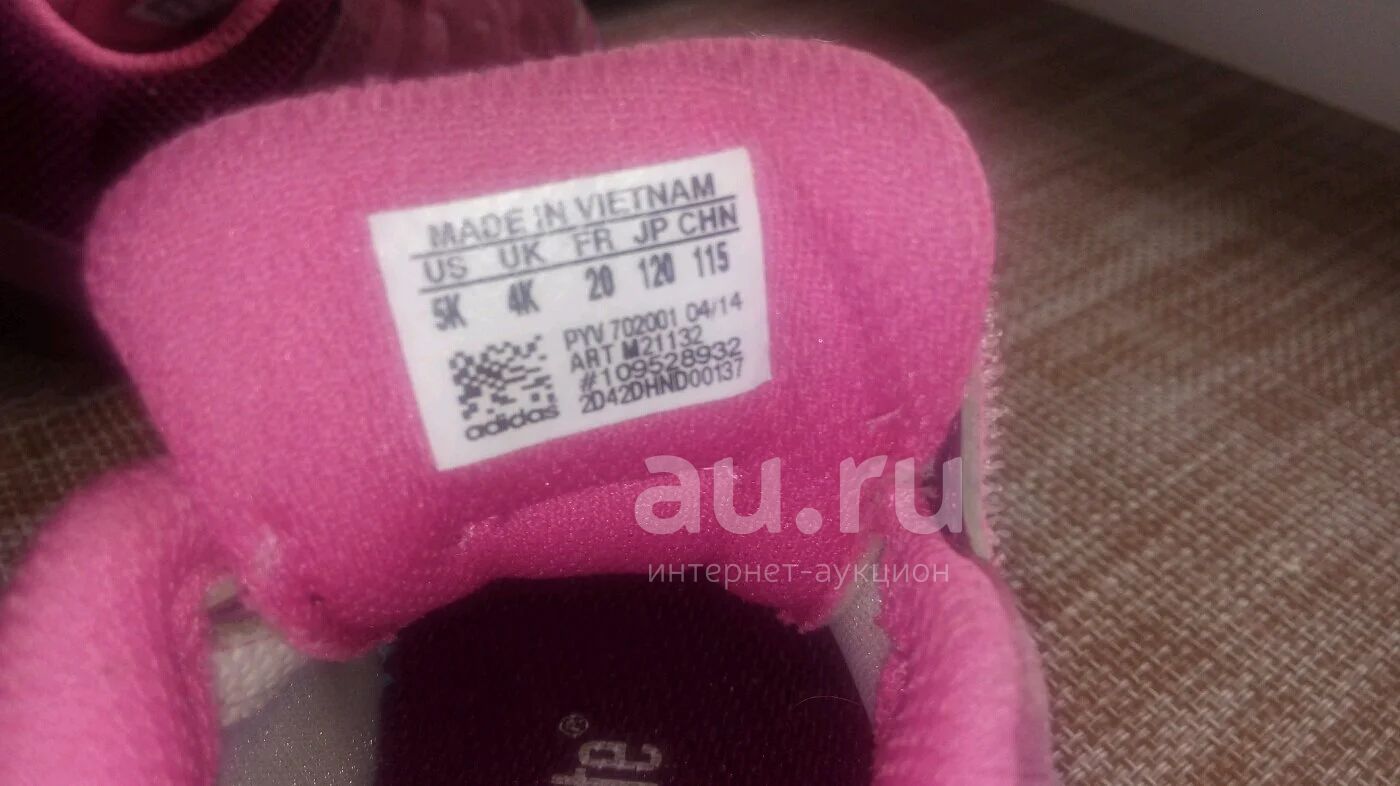 MADE IN VIETNAM
US UK FR JP CHN
5K 4K 20 120 115
PYV 702001 04/14
ART M21132
#109528932
2D42DHND00137
adidas
au.ru
интернет-аукцион
®